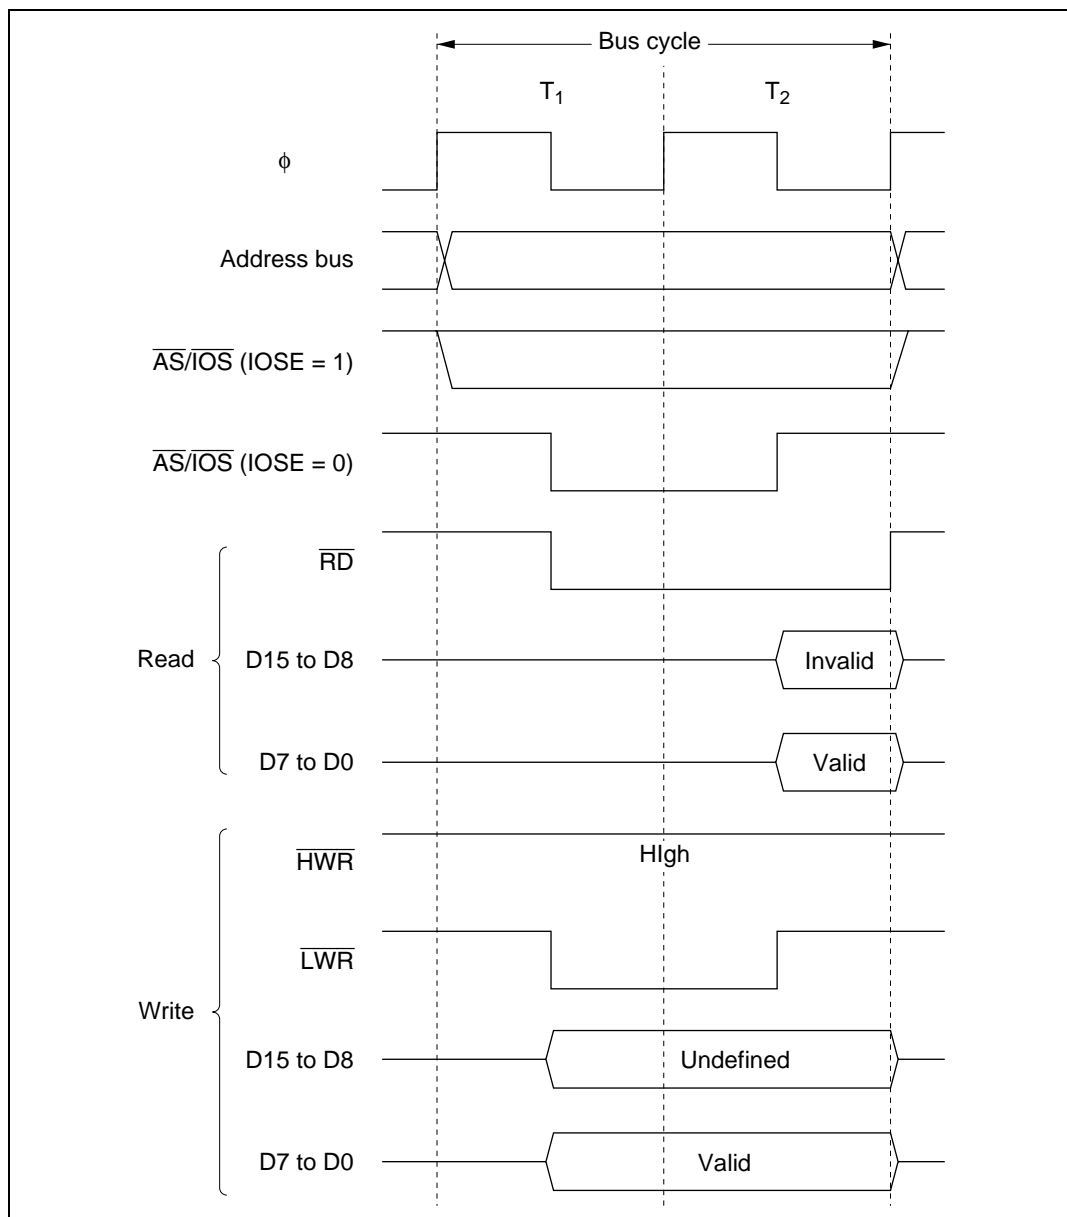 Bus cycle
T1 T2
ϕ
Address bus
AS/IOS (IOSE = 1)
AS/IOS (IOSE = 0)
RD
Read
D15 to D8 Invalid
D7 to D0 Valid
HWR HIgh
LWR
Write
D15 to D8 Undefined
D7 to D0 Valid